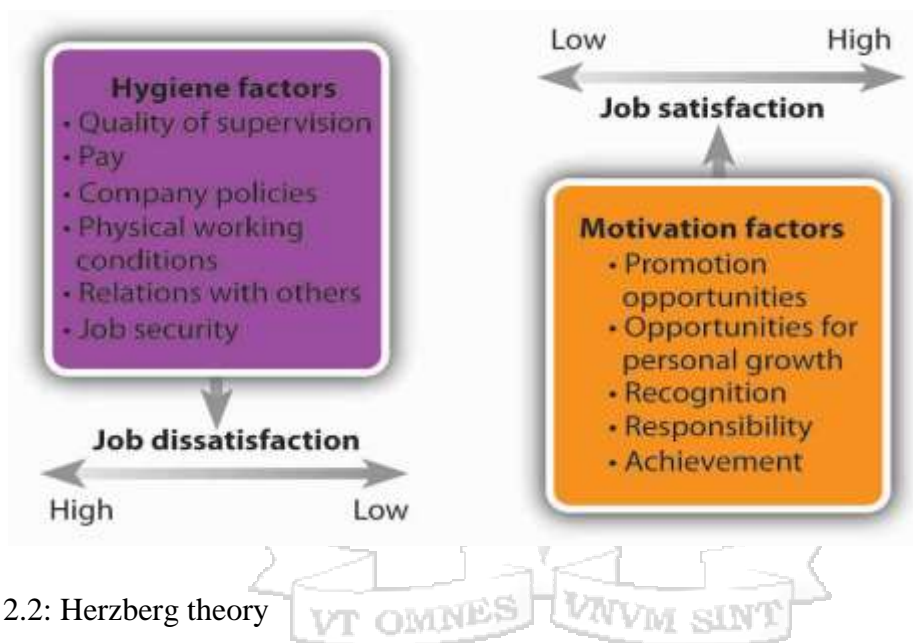 Hygiene factors
• Quality of supervision
• Pay
• Company policies
• Physical working
conditions
• Relations with others
• Job security
Job dissatisfaction
High Low
Low High
Job satisfaction
Motivation factors
• Promotion
opportunities
• Opportunities for
personal growth
• Recognition
• Responsibility
• Achievement
2.2: Herzberg theory
VT OMNES VNVM SINT